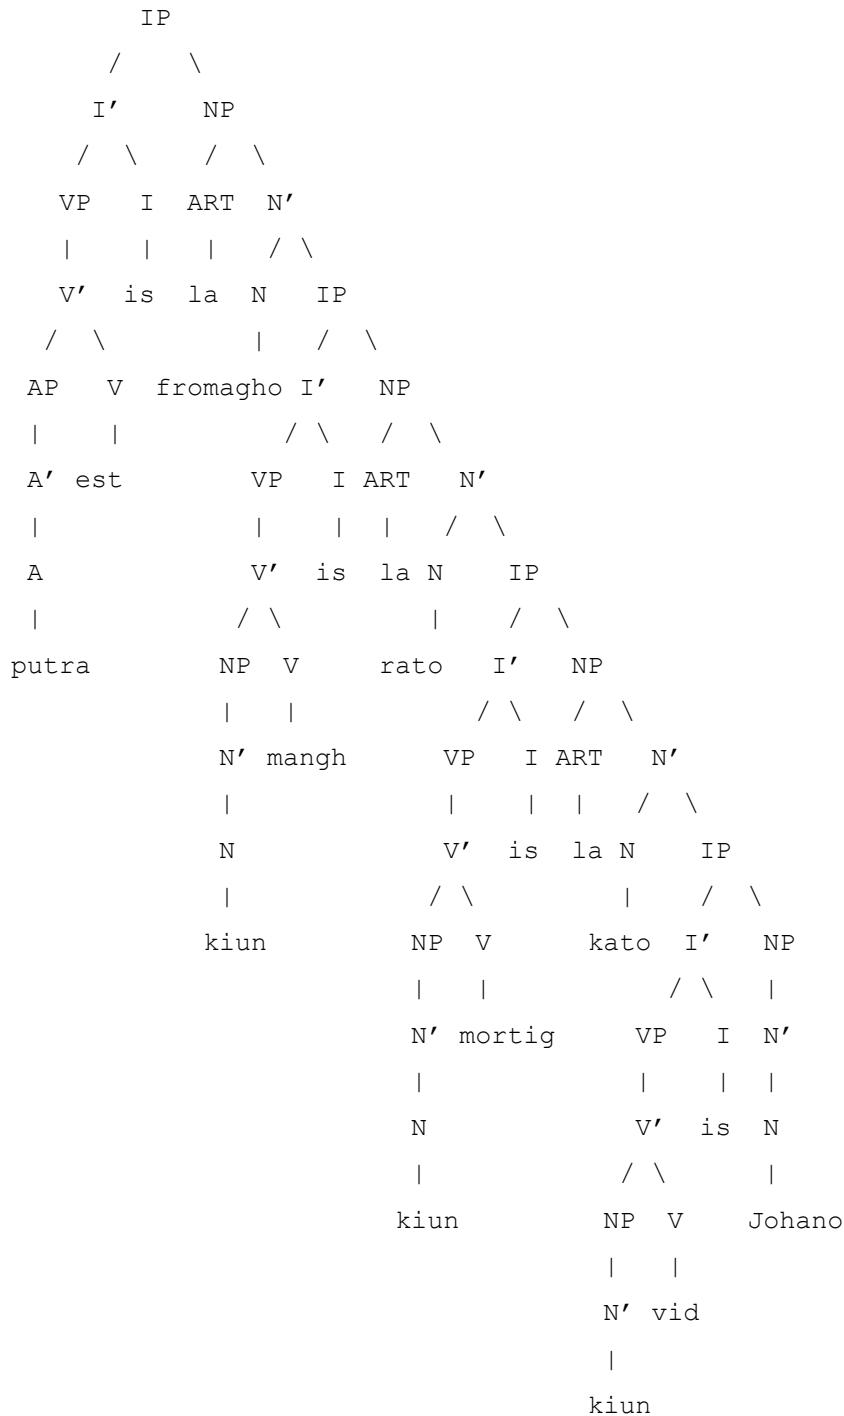 IP
/ \
I′ NP
/ \ / \
VP I ART N′
| | | / \
V′ is la N IP
/ \ | / \
AP V fromagho I′ NP
| | / \ / \
A′ est VP I ART N′
| | | | / \
A V′ is la N IP
| / \ | / \
putra NP V rato I′ NP
| | / \ / \
N′ mangh VP I ART N′
| | | | / \
N V′ is la N IP
| / \ | / \
kiun NP V kato I′ NP
| | / \ |
N′ mortig VP I N′
| | | |
N V′ is N
| / \ |
kiun NP V Johano
| |
N′ vid
|
kiun